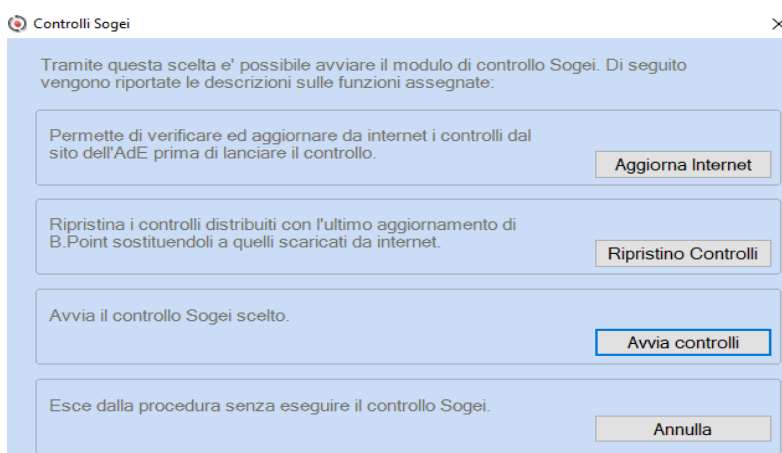 Controlli Sogei
Tramite questa scelta e' possibile avviare il modulo di controllo Sogei. Di seguito
vengono riportate le descrizioni sulle funzioni assegnate:
Permette di verificare ed aggiornare da internet i controlli dal
sito dell'AdE prima di lanciare il controllo.
Aggiorna Internet
Ripristina i controlli distribuiti con l'ultimo aggiornamento di
B.Point sostituendoli a quelli scaricati da internet.
Ripristino Controlli
Avvia il controllo Sogei scelto.
Avvia controlli
Esce dalla procedura senza eseguire il controllo Sogei.
Annulla